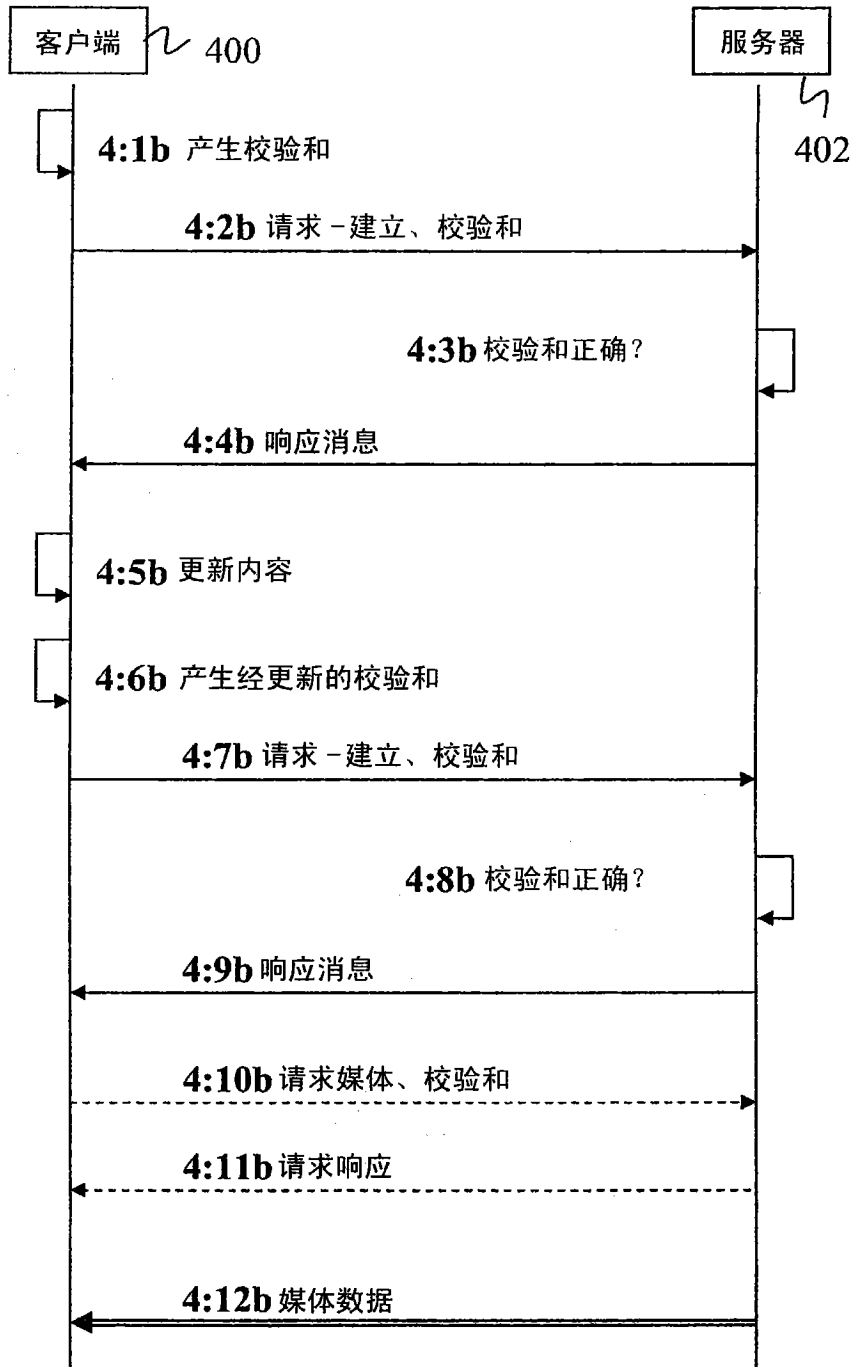 客户端 400
服务器
402
4:1b 产生校验和
4:2b 请求-建立、校验和
4:3b 校验和正确?
4:4b 响应消息
4:5b 更新内容
4:6b 产生经更新的校验和
4:7b 请求-建立、校验和
4:8b 校验和正确?
4:9b 响应消息
4:10b 请求媒体、校验和
4:11b 请求响应
4:12b 媒体数据